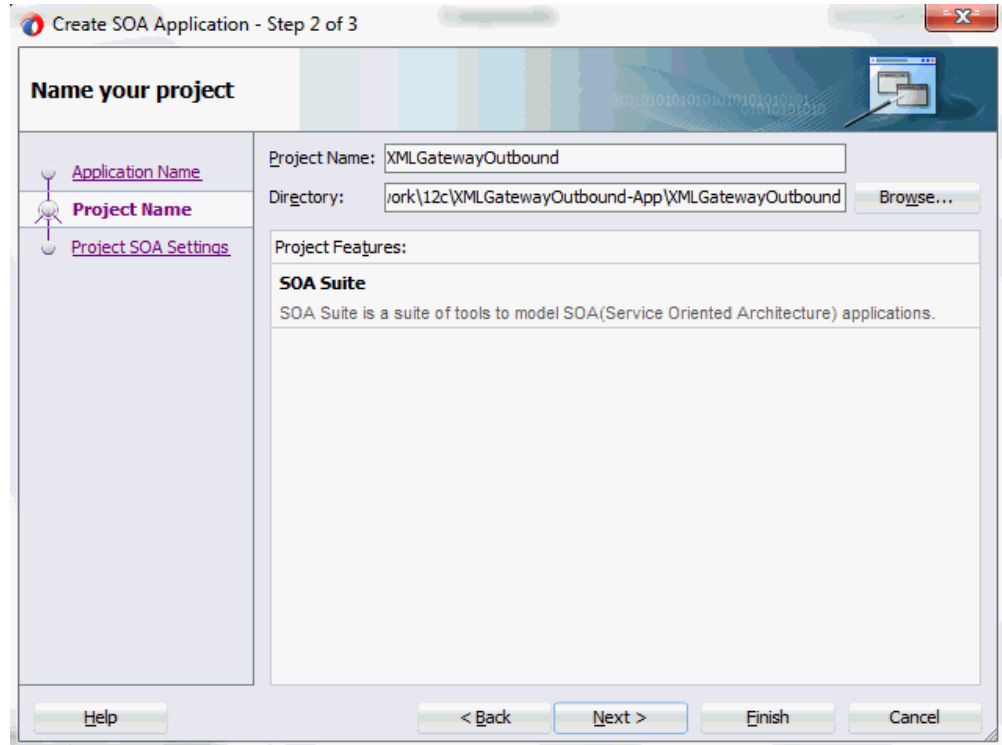 Create SOA Application - Step 2 of 3
Name your project
Application Name
Project Name
Project SOA Settings
Project Name: XMLGatewayOutbound
Directory: work\12c\XMLGatewayOutbound-App\XMLGatewayOutbound Browse...
Project Features:
SOA Suite
SOA Suite is a suite of tools to model SOA(Service Oriented Architecture) applications.
Help < Back Next > Finish Cancel